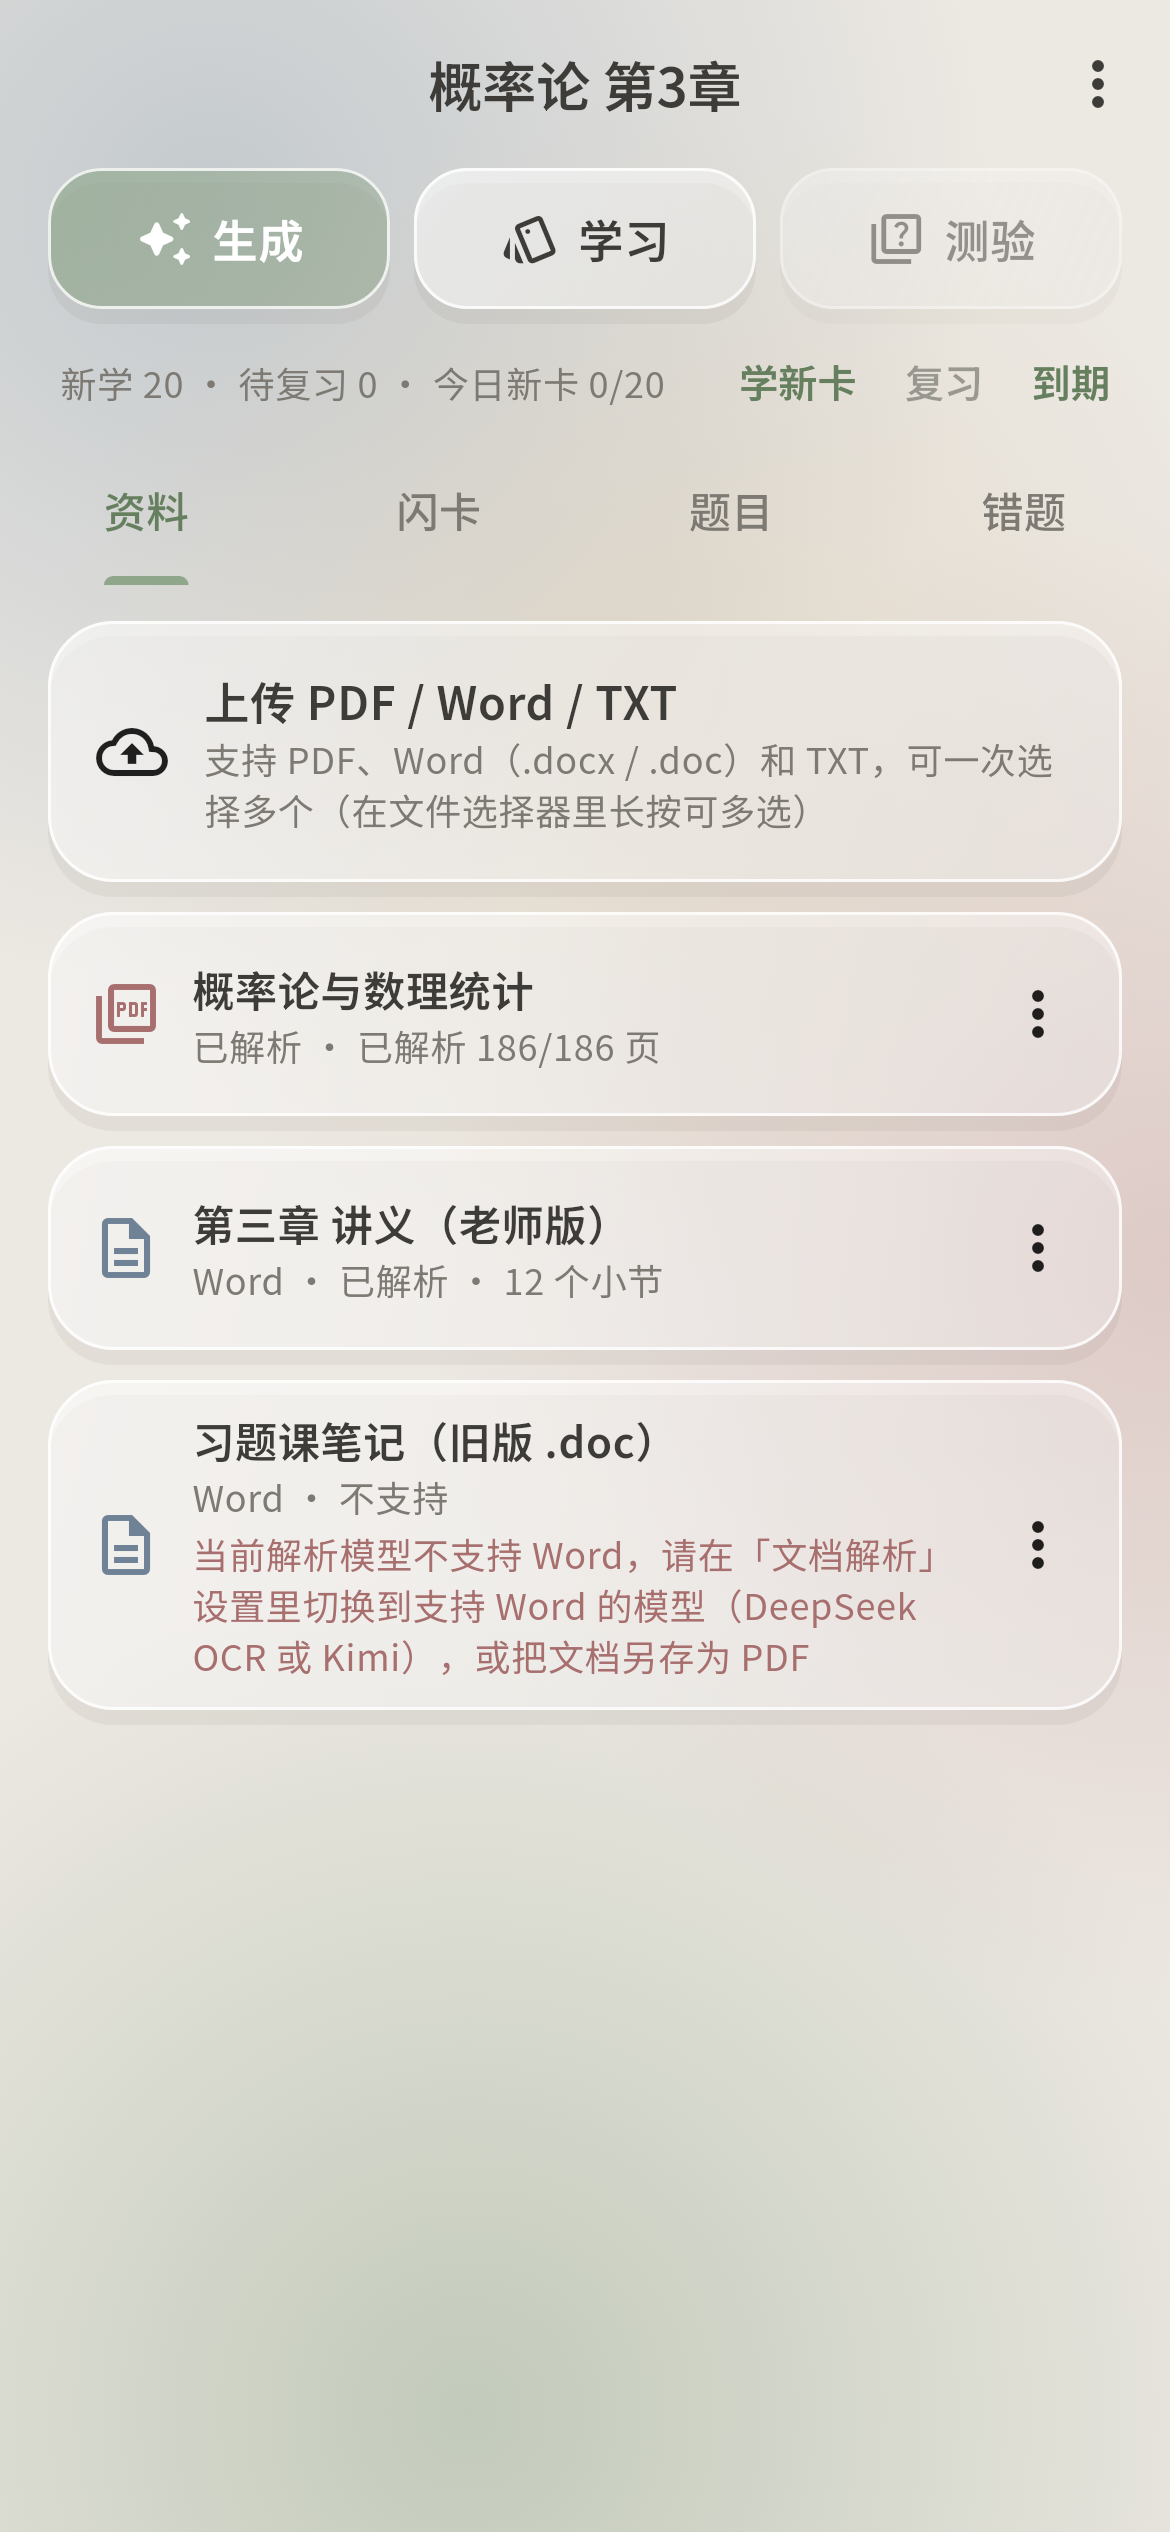 概率论 第3章
生成
学习
测验
新学 20 · 待复习 0 · 今日新卡 0/20
学新卡
复习
到期
资料
闪卡
题目
错题
上传 PDF / Word / TXT
支持 PDF、Word（.docx / .doc）和 TXT，可一次选
择多个（在文件选择器里长按可多选）
PDF
概率论与数理统计
已解析 · 已解析 186/186 页
第三章 讲义（老师版）
Word · 已解析 · 12 个小节
习题课笔记（旧版 .doc）
Word · 不支持
当前解析模型不支持 Word，请在「文档解析」
设置里切换到支持 Word 的模型（DeepSeek
OCR 或 Kimi），或把文档另存为 PDF